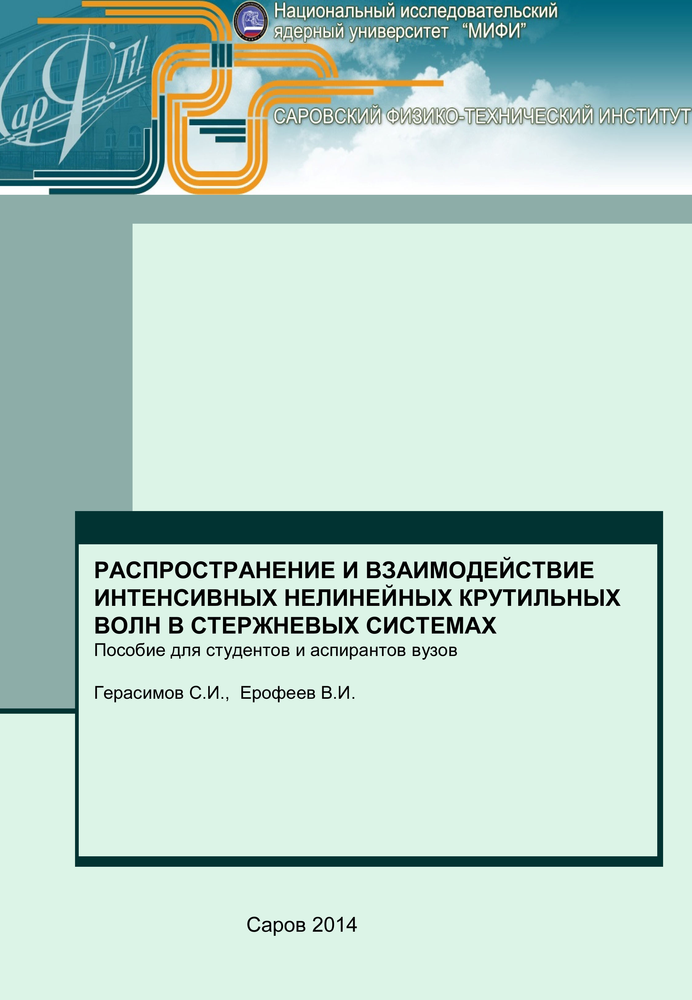 Национальный исследовательский
ядерный университет “МИФИ”
СарФТИ
САРОВСКИЙ ФИЗИКО-ТЕХНИЧЕСКИЙ ИНСТИТУТ
РАСПРОСТРАНЕНИЕ И ВЗАИМОДЕЙСТВИЕ
ИНТЕНСИВНЫХ НЕЛИНЕЙНЫХ КРУТИЛЬНЫХ
ВОЛН В СТЕРЖНЕВЫХ СИСТЕМАХ
Пособие для студентов и аспирантов вузов
Герасимов С.И., Ерофеев В.И.
Саров 2014